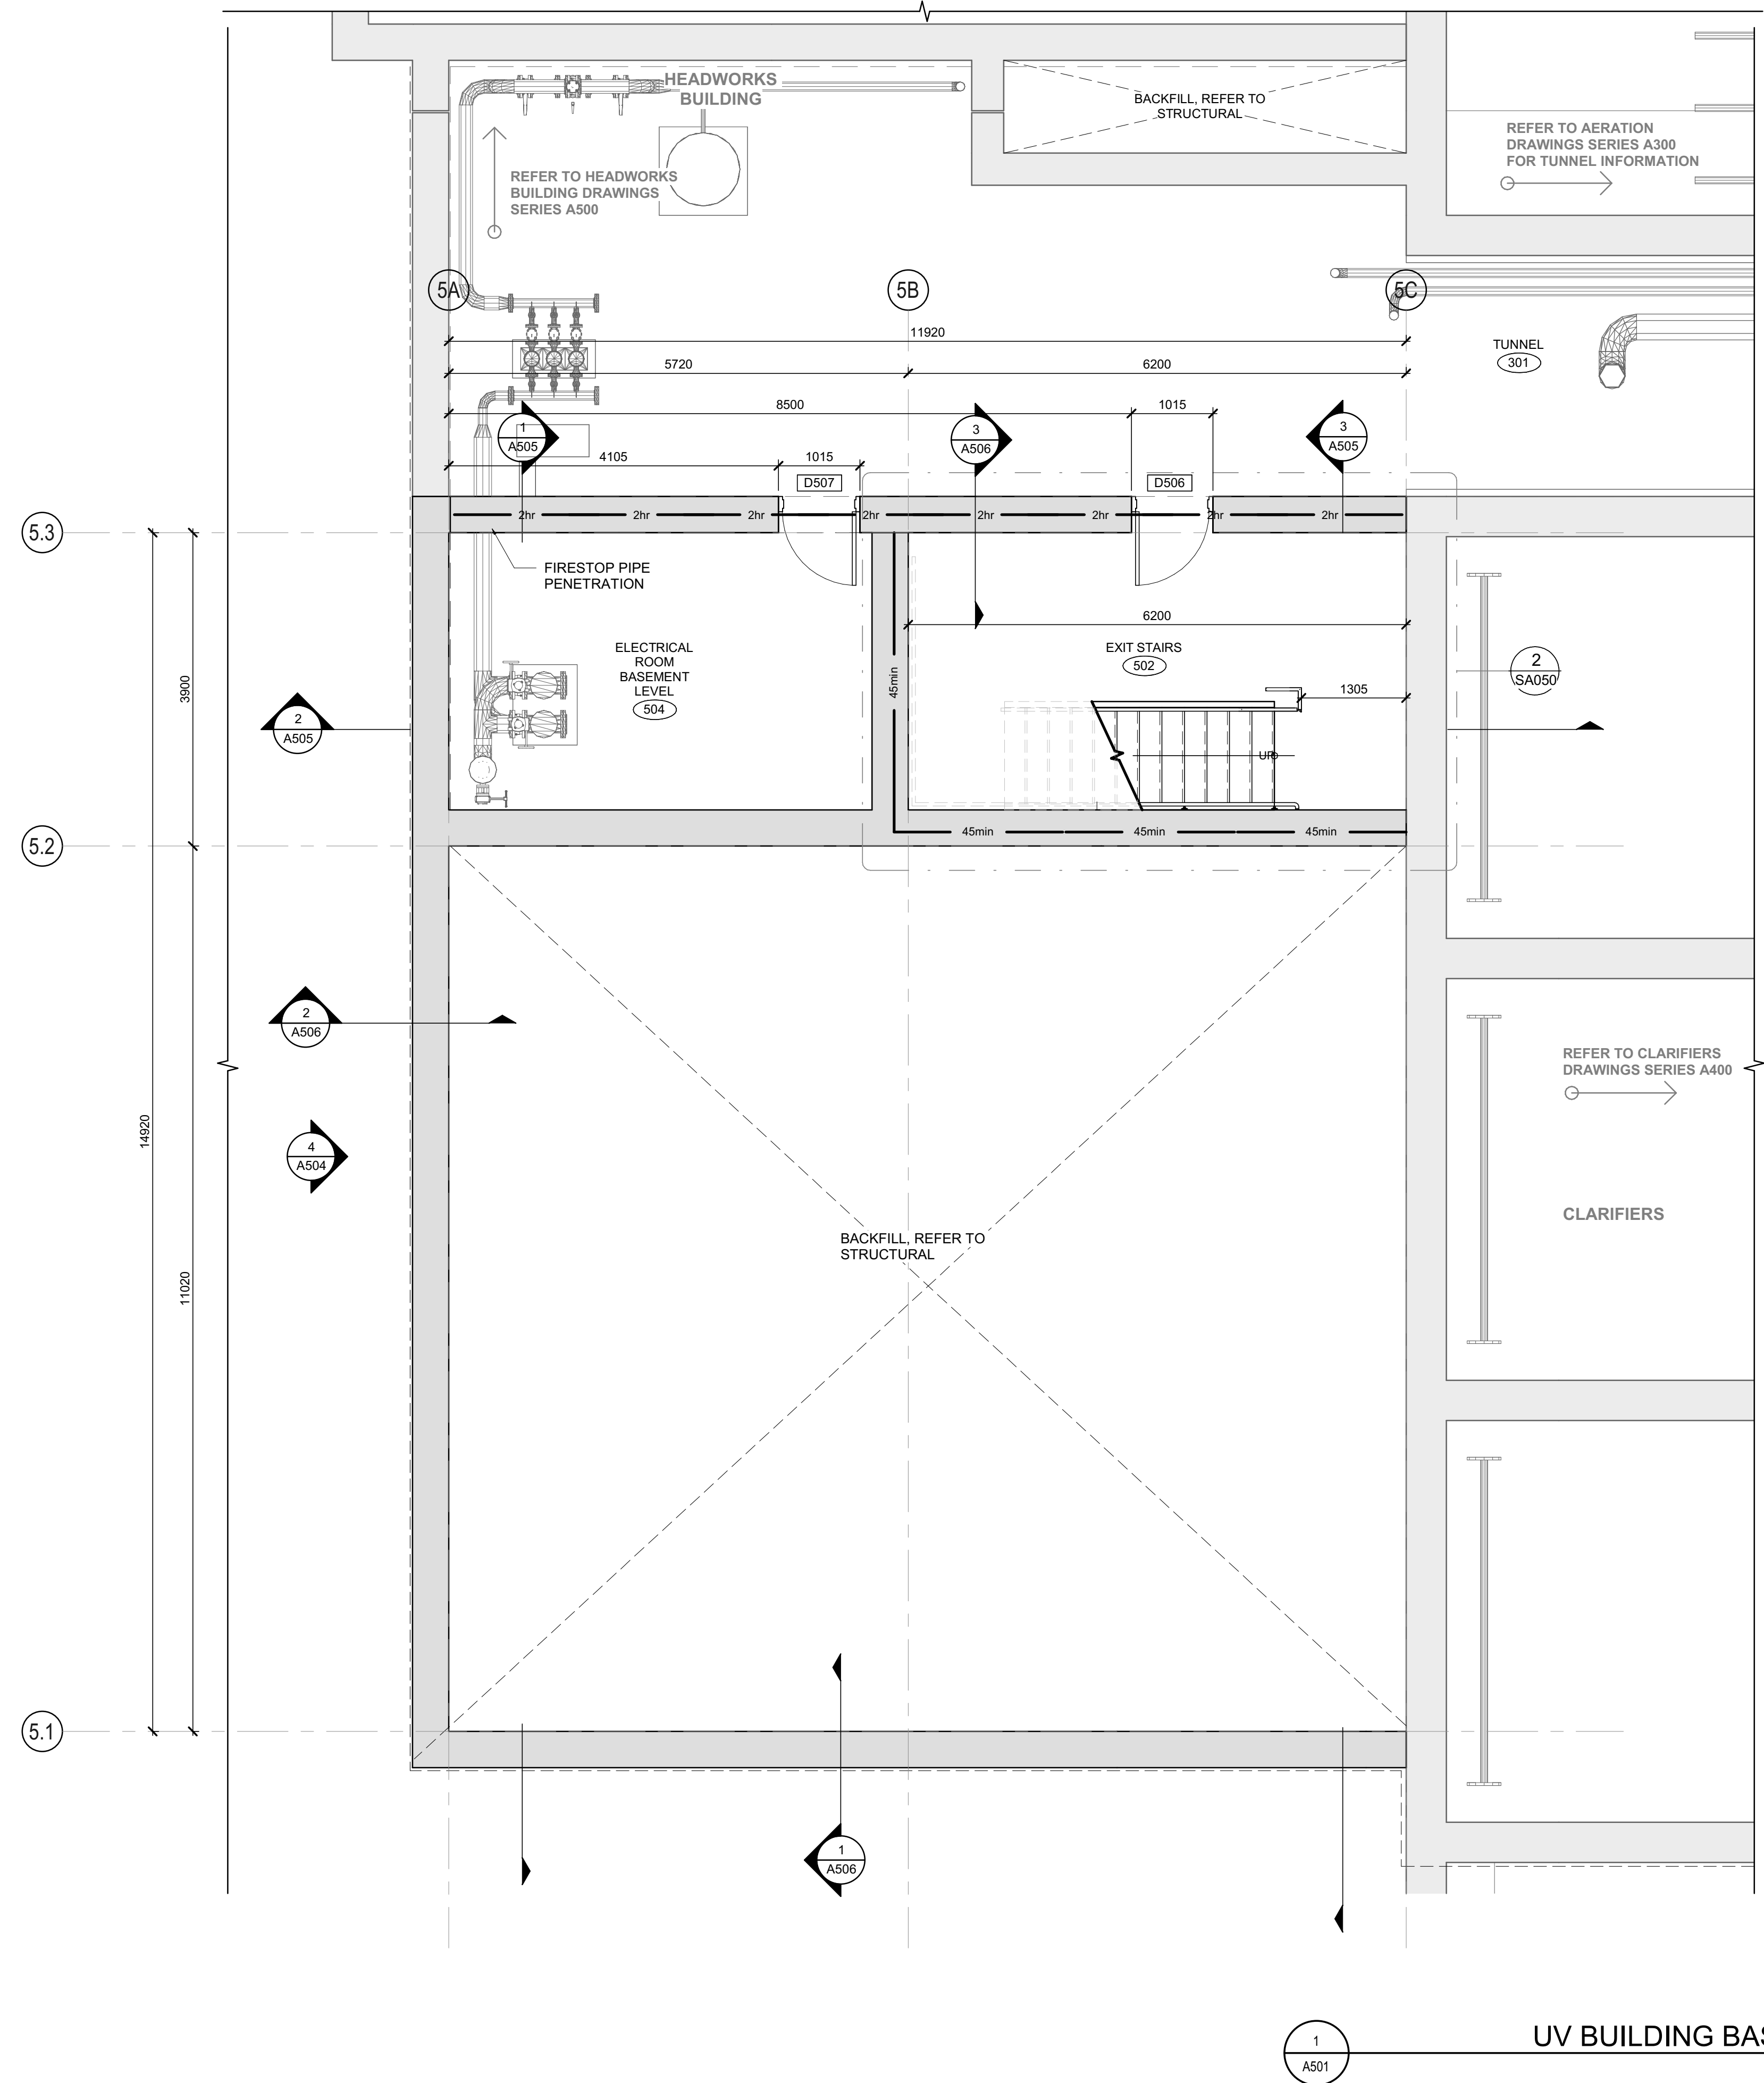 HEADWORKS
BUILDING
BACKFILL, REFER TO
STRUCTURAL
REFER TO AERATION
DRAWINGS SERIES A300
FOR TUNNEL INFORMATION
REFER TO HEADWORKS
BUILDING DRAWINGS
SERIES A500
5A
5B
5C
11920
TUNNEL
301
5720
6200
8500
1015
1
A505
3
A506
3
A505
4105
1015
D507
D506
2hr
2hr
2hr
2hr
2hr
2hr
2hr
2hr
5.3
FIRESTOP PIPE
PENETRATION
6200
ELECTRICAL
ROOM
BASEMENT
LEVEL
504
EXIT STAIRS
502
2
SA050
45min
3900
1305
2
A505
UP
45min
45min
45min
5.2
2
A506
REFER TO CLARIFIERS
DRAWINGS SERIES A400
14920
4
A504
CLARIFIERS
BACKFILL, REFER TO
STRUCTURAL
11020
5.1
1
A506
1
A501
UV BUILDING BAS